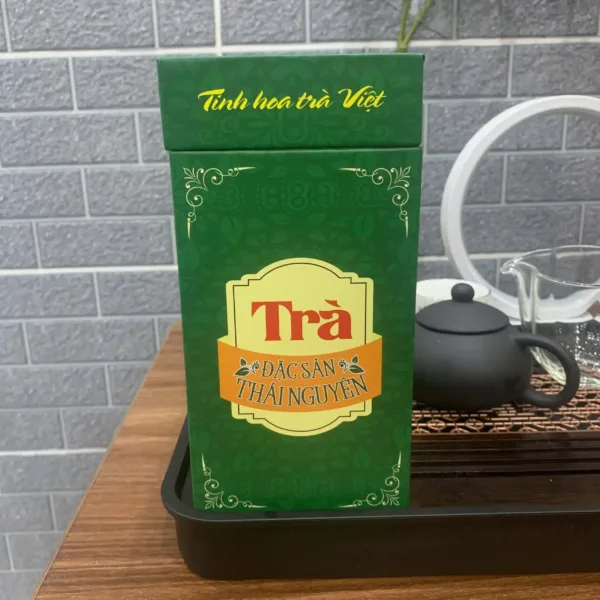 Tinh hoa trà Việt
Trà
ĐẶC SẢN
THÁI NGUYÊN